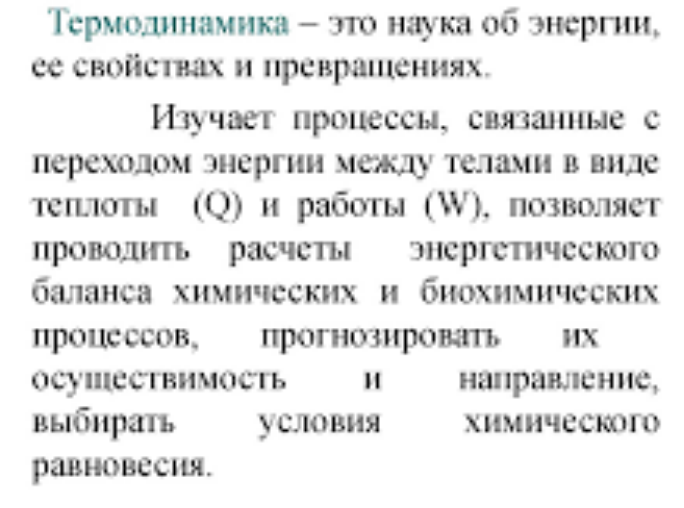 Термодинамика – это наука об энергии,
ее свойствах и превращениях.
Изучает процессы, связанные с
переходом энергии между телами в виде
теплоты (Q) и работы (W), позволяет
проводить расчеты энергетического
баланса химических и биохимических
процессов, прогнозировать их
осуществимость и направление,
выбирать условия химического
равновесия.